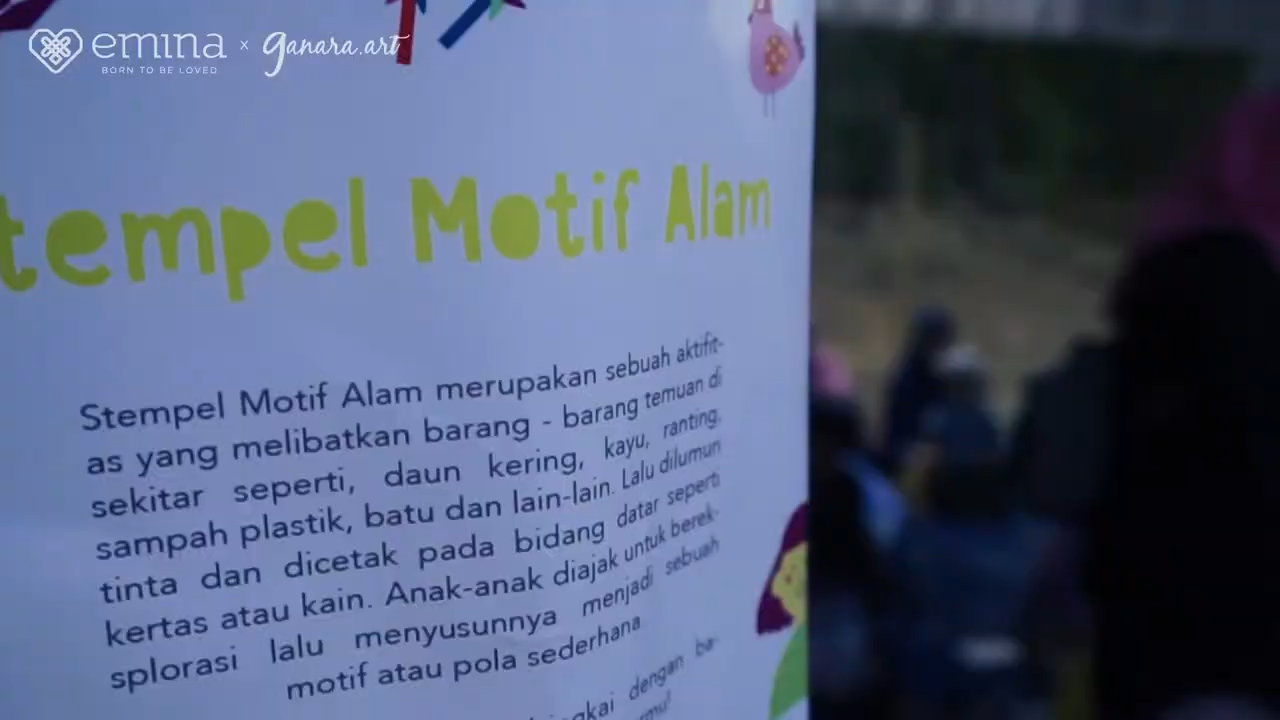 emina × ganara.art
BORN TO BE LOVED
tempel Motif Alam
Stempel Motif Alam merupakan sebuah aktifit-
as yang melibatkan barang - barang temuan di
sekitar seperti, daun kering, kayu, ranting,
sampah plastik, batu dan lain-lain. Lalu dilumuri
tinta dan dicetak pada bidang datar seperti
kertas atau kain. Anak-anak diajak untuk berek-
splorasi lalu menyusunnya menjadi sebuah
motif atau pola sederhana.
dengan ba-